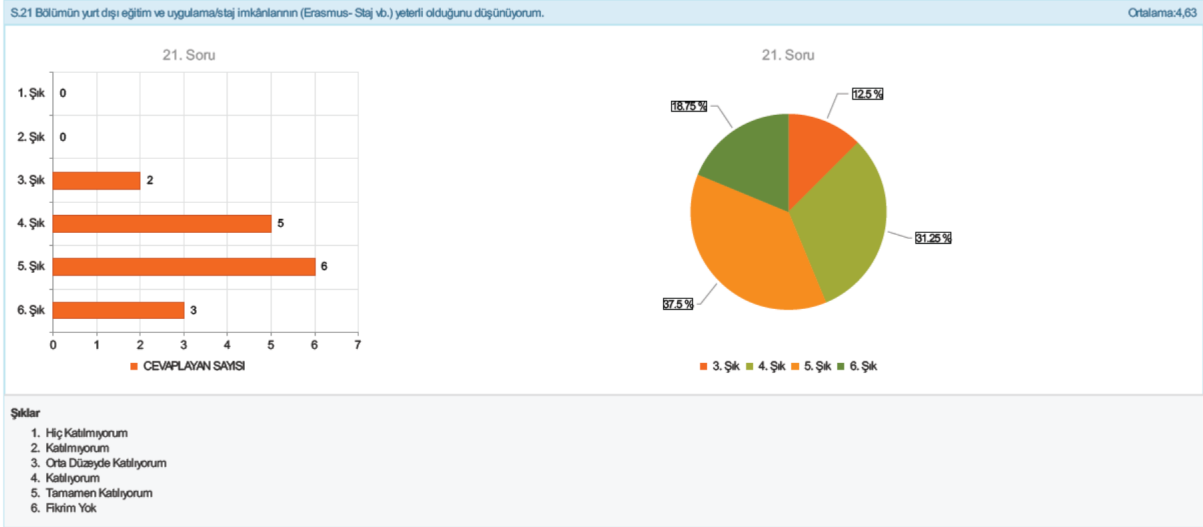 S.21 Bölümün yurt dışı eğitim ve uygulama/staj imkânlarının (Erasmus- Staj vb.) yeterli olduğunu düşünüyorum. Ortalama:4,63
21. Soru
1. Şık 0
2. Şık 0
3. Şık 2
4. Şık 5
5. Şık 6
6. Şık 3
0 1 2 3 4 5 6 7
CEVAPLAYAN SAYISI
21. Soru
18.75 %
12.5 %
31.25 %
37.5 %
3. Şık 4. Şık 5. Şık 6. Şık
Şıklar
1. Hiç Katılmıyorum
2. Katılmıyorum
3. Orta Düzeyde Katılıyorum
4. Katılıyorum
5. Tamamen Katılıyorum
6. Fikrim Yok